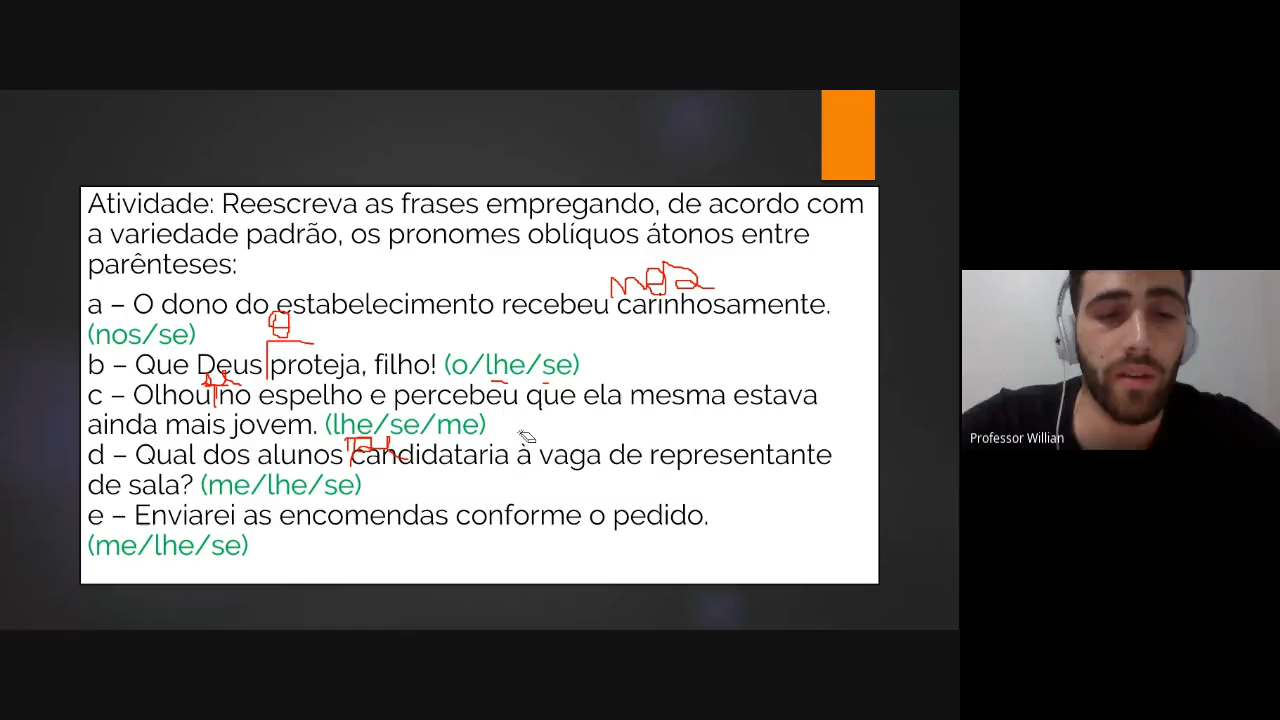 Atividade: Reescreva as frases empregando, de acordo com
a variedade padrão, os pronomes oblíquos átonos entre
parênteses:
a – O dono do estabelecimento recebeu carinhosamente.
(nos/se)
b – Que Deus proteja, filho! (o/lhe/se)
c – Olhou no espelho e percebeu que ela mesma estava
ainda mais jovem. (lhe/se/me)
d – Qual dos alunos candidataria à vaga de representante
de sala? (me/lhe/se)
e – Enviarei as encomendas conforme o pedido.
(me/lhe/se)
Professor Willian